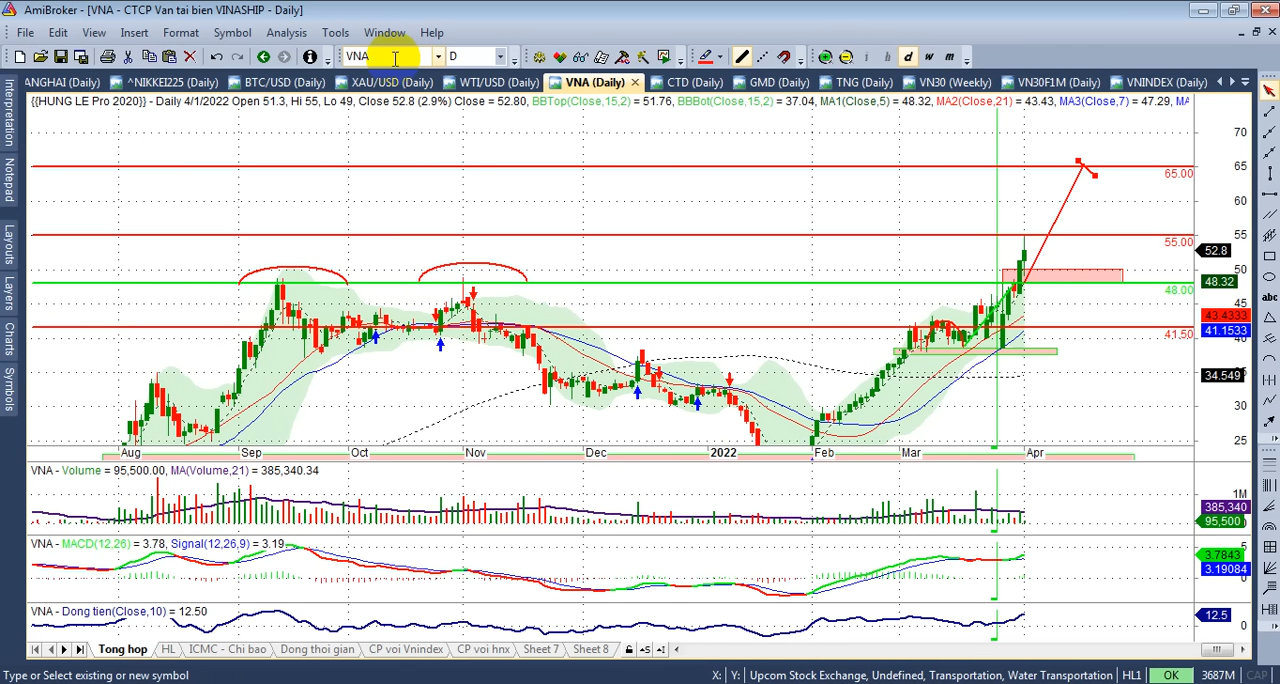 AmiBroker - [VNA - CTCP Van tai bien VINASHIP - Daily]
File Edit View Insert Format Symbol Analysis Tools Window Help
VNA D i h d w m
ANGHAI (Daily) ^NIKKEI225 (Daily) BTC/USD (Daily) XAU/USD (Daily) WTI/USD (Daily) VNA (Daily) CTD (Daily) GMD (Daily) TNG (Daily) VN30 (Weekly) VN30F1M (Daily) VNINDEX (Daily)
{{HUNG LE Pro 2020}} - Daily 4/1/2022 Open 51.3, Hi 55, Lo 49, Close 52.8 (2.9%) Close = 52.80, BBTop(Close,15,2) = 51.76, BBBot(Close,15,2) = 37.04, MA1(Close,5) = 48.32, MA2(Close,21) = 43.43, MA3(Close,7) = 47.29, MA
Interpretation
Notepad
Layouts
Layers
Charts
Symbols
abc
70
65
65.00
60
55
55.00
52.8
50
48.32
48.00
45
43.4333
41.1533
41.50
40
34.549
30
25
Aug Sep Oct Nov Dec 2022 Feb Mar Apr
VNA - Volume = 95,500.00, MA(Volume,21) = 385,340.34
1M
385,340
95,500
VNA - MACD(12,26) = 3.78, Signal(12,26,9) = 3.19
5
3.7843
3.19084
0
VNA - Dong tien(Close,10) = 12.50
12.5
0
Tong hop HL ICMC - Chi bao Dong thoi gian CP voi Vnindex CP voi hnx Sheet 7 Sheet 8
Type or Select existing or new symbol X: Y: Upcom Stock Exchange, Undefined, Transportation, Water Transportation HL1 OK 3687M CAP